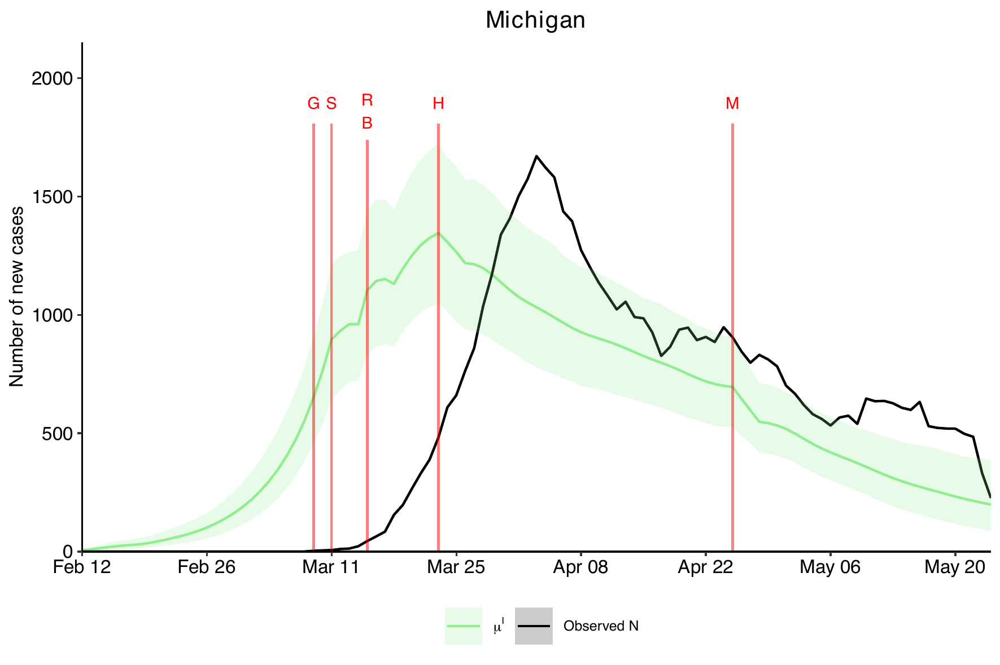 Michigan
Number of new cases
2000
1500
1000
500
0
G S R H M
B
Feb 12 Feb 26 Mar 11 Mar 25 Apr 08 Apr 22 May 06 May 20
μᴵ Observed N